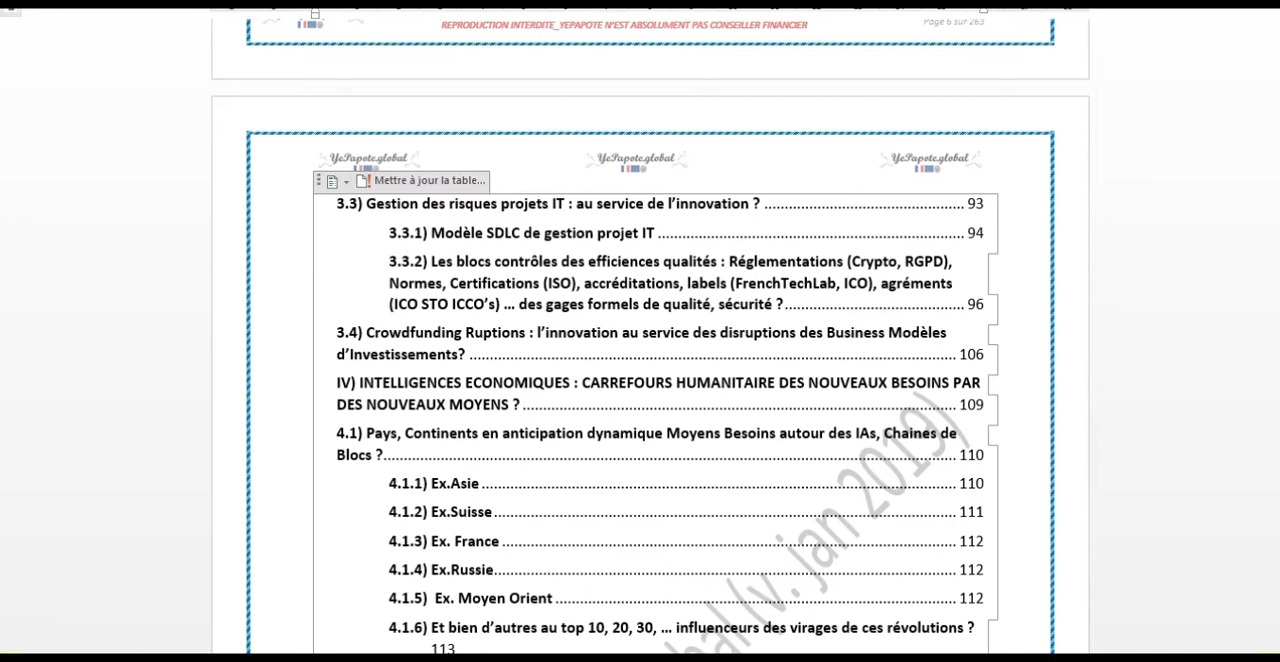 REPRODUCTION INTERDITE_YEPAPOTE N'EST ABSOLUMENT PAS CONSEILLER FINANCIER
Page 6 sur 263
YePapote.global YePapote.global YePapote.global
Mettre à jour la table...
3.3) Gestion des risques projets IT : au service de l'innovation ? ........ 93
3.3.1) Modèle SDLC de gestion projet IT ........ 94
3.3.2) Les blocs contrôles des efficiences qualités : Réglementations (Crypto, RGPD),
Normes, Certifications (ISO), accréditations, labels (FrenchTechLab, ICO), agréments
(ICO STO ICCO's) ... des gages formels de qualité, sécurité ? ........ 96
3.4) Crowdfunding Ruptions : l'innovation au service des disruptions des Business Modèles
d'Investissements? ........ 106
IV) INTELLIGENCES ECONOMIQUES : CARREFOURS HUMANITAIRE DES NOUVEAUX BESOINS PAR
DES NOUVEAUX MOYENS ? ........ 109
4.1) Pays, Continents en anticipation dynamique Moyens Besoins autour des IAs, Chaines de
Blocs ? ........ 110
4.1.1) Ex.Asie ........ 110
4.1.2) Ex.Suisse ........ 111
4.1.3) Ex. France ........ 112
4.1.4) Ex.Russie ........ 112
4.1.5) Ex. Moyen Orient ........ 112
4.1.6) Et bien d'autres au top 10, 20, 30, ... influenceurs des virages de ces révolutions ?
113
bal (v. jan 2019)